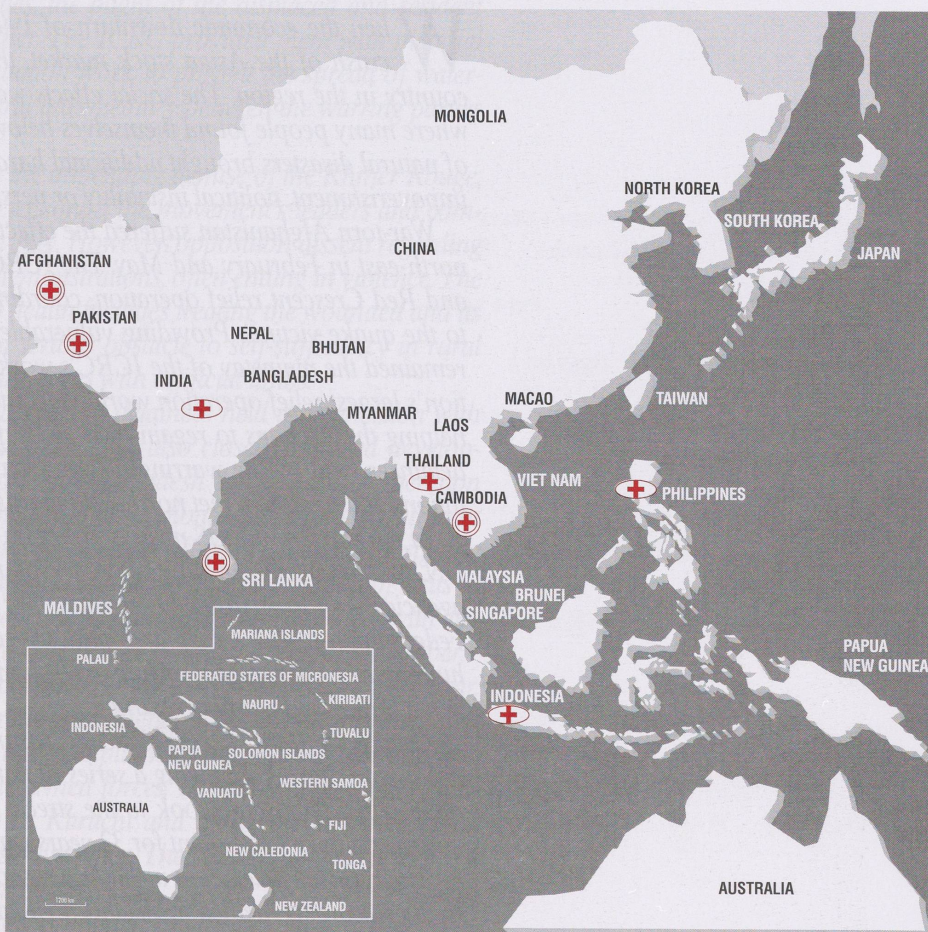 MONGOLIA
NORTH KOREA
SOUTH KOREA
JAPAN
CHINA
AFGHANISTAN
PAKISTAN
NEPAL
BHUTAN
INDIA
BANGLADESH
MYANMAR
MACAO
TAIWAN
LAOS
THAILAND
VIET NAM
CAMBODIA
PHILIPPINES
SRI LANKA
MALDIVES
MALAYSIA
BRUNEI
SINGAPORE
INDONESIA
PAPUA
NEW GUINEA
AUSTRALIA
MARIANA ISLANDS
PALAU
FEDERATED STATES OF MICRONESIA
NAURU
KIRIBATI
INDONESIA
TUVALU
PAPUA
NEW GUINEA
SOLOMON ISLANDS
VANUATU
WESTERN SAMOA
AUSTRALIA
FIJI
NEW CALEDONIA
TONGA
NEW ZEALAND
1200 km